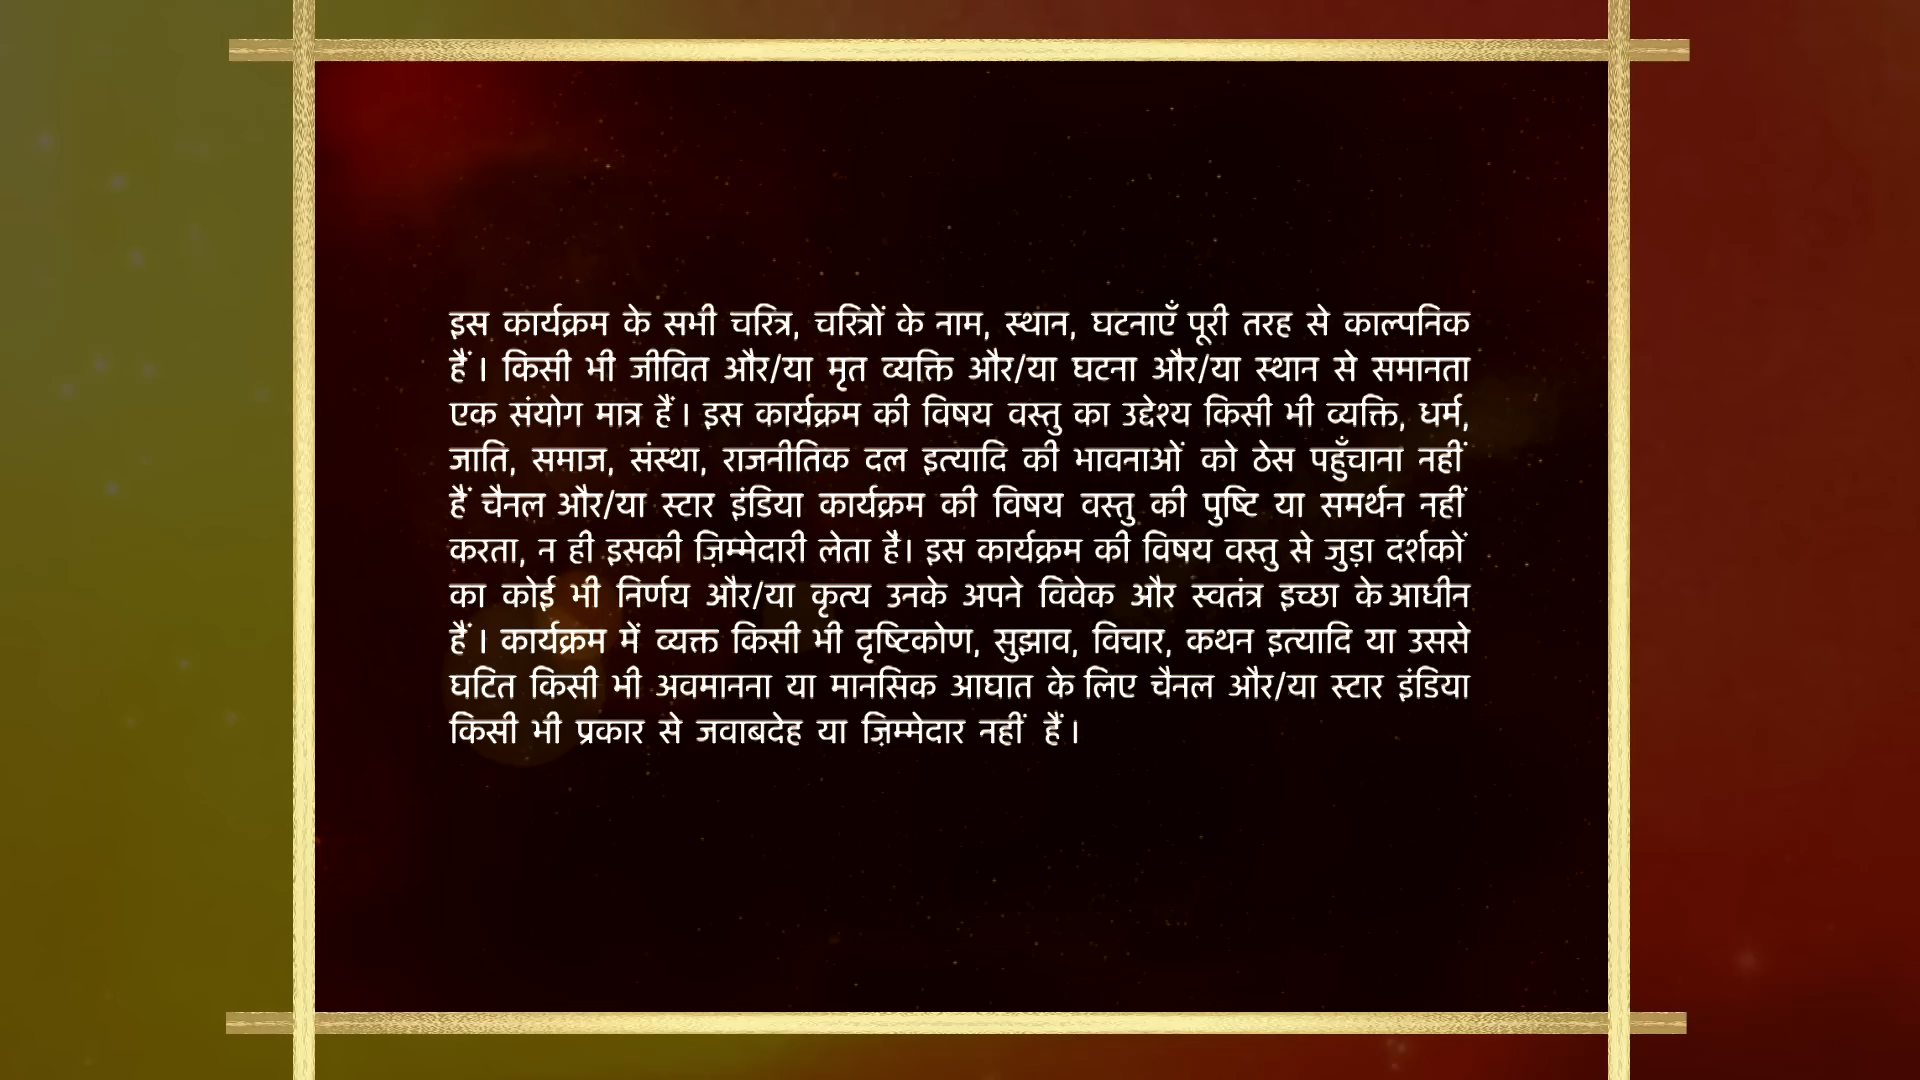 इस कार्यक्रम के सभी चरित्र, चरित्रों के नाम, स्थान, घटनाएँ पूरी तरह से काल्पनिक
हैं । किसी भी जीवित और/या मृत व्यक्ति और/या घटना और/या स्थान से समानता
एक संयोग मात्र हैं । इस कार्यक्रम की विषय वस्तु का उद्देश्य किसी भी व्यक्ति, धर्म,
जाति, समाज, संस्था, राजनीतिक दल इत्यादि की भावनाओं को ठेस पहुँचाना नहीं
हैं चैनल और/या स्टार इंडिया कार्यक्रम की विषय वस्तु की पुष्टि या समर्थन नहीं
करता, न ही इसकी ज़िम्मेदारी लेता है। इस कार्यक्रम की विषय वस्तु से जुड़ा दर्शकों
का कोई भी निर्णय और/या कृत्य उनके अपने विवेक और स्वतंत्र इच्छा के आधीन
हैं । कार्यक्रम में व्यक्त किसी भी दृष्टिकोण, सुझाव, विचार, कथन इत्यादि या उससे
घटित किसी भी अवमानना या मानसिक आघात के लिए चैनल और/या स्टार इंडिया
किसी भी प्रकार से जवाबदेह या ज़िम्मेदार नहीं हैं ।